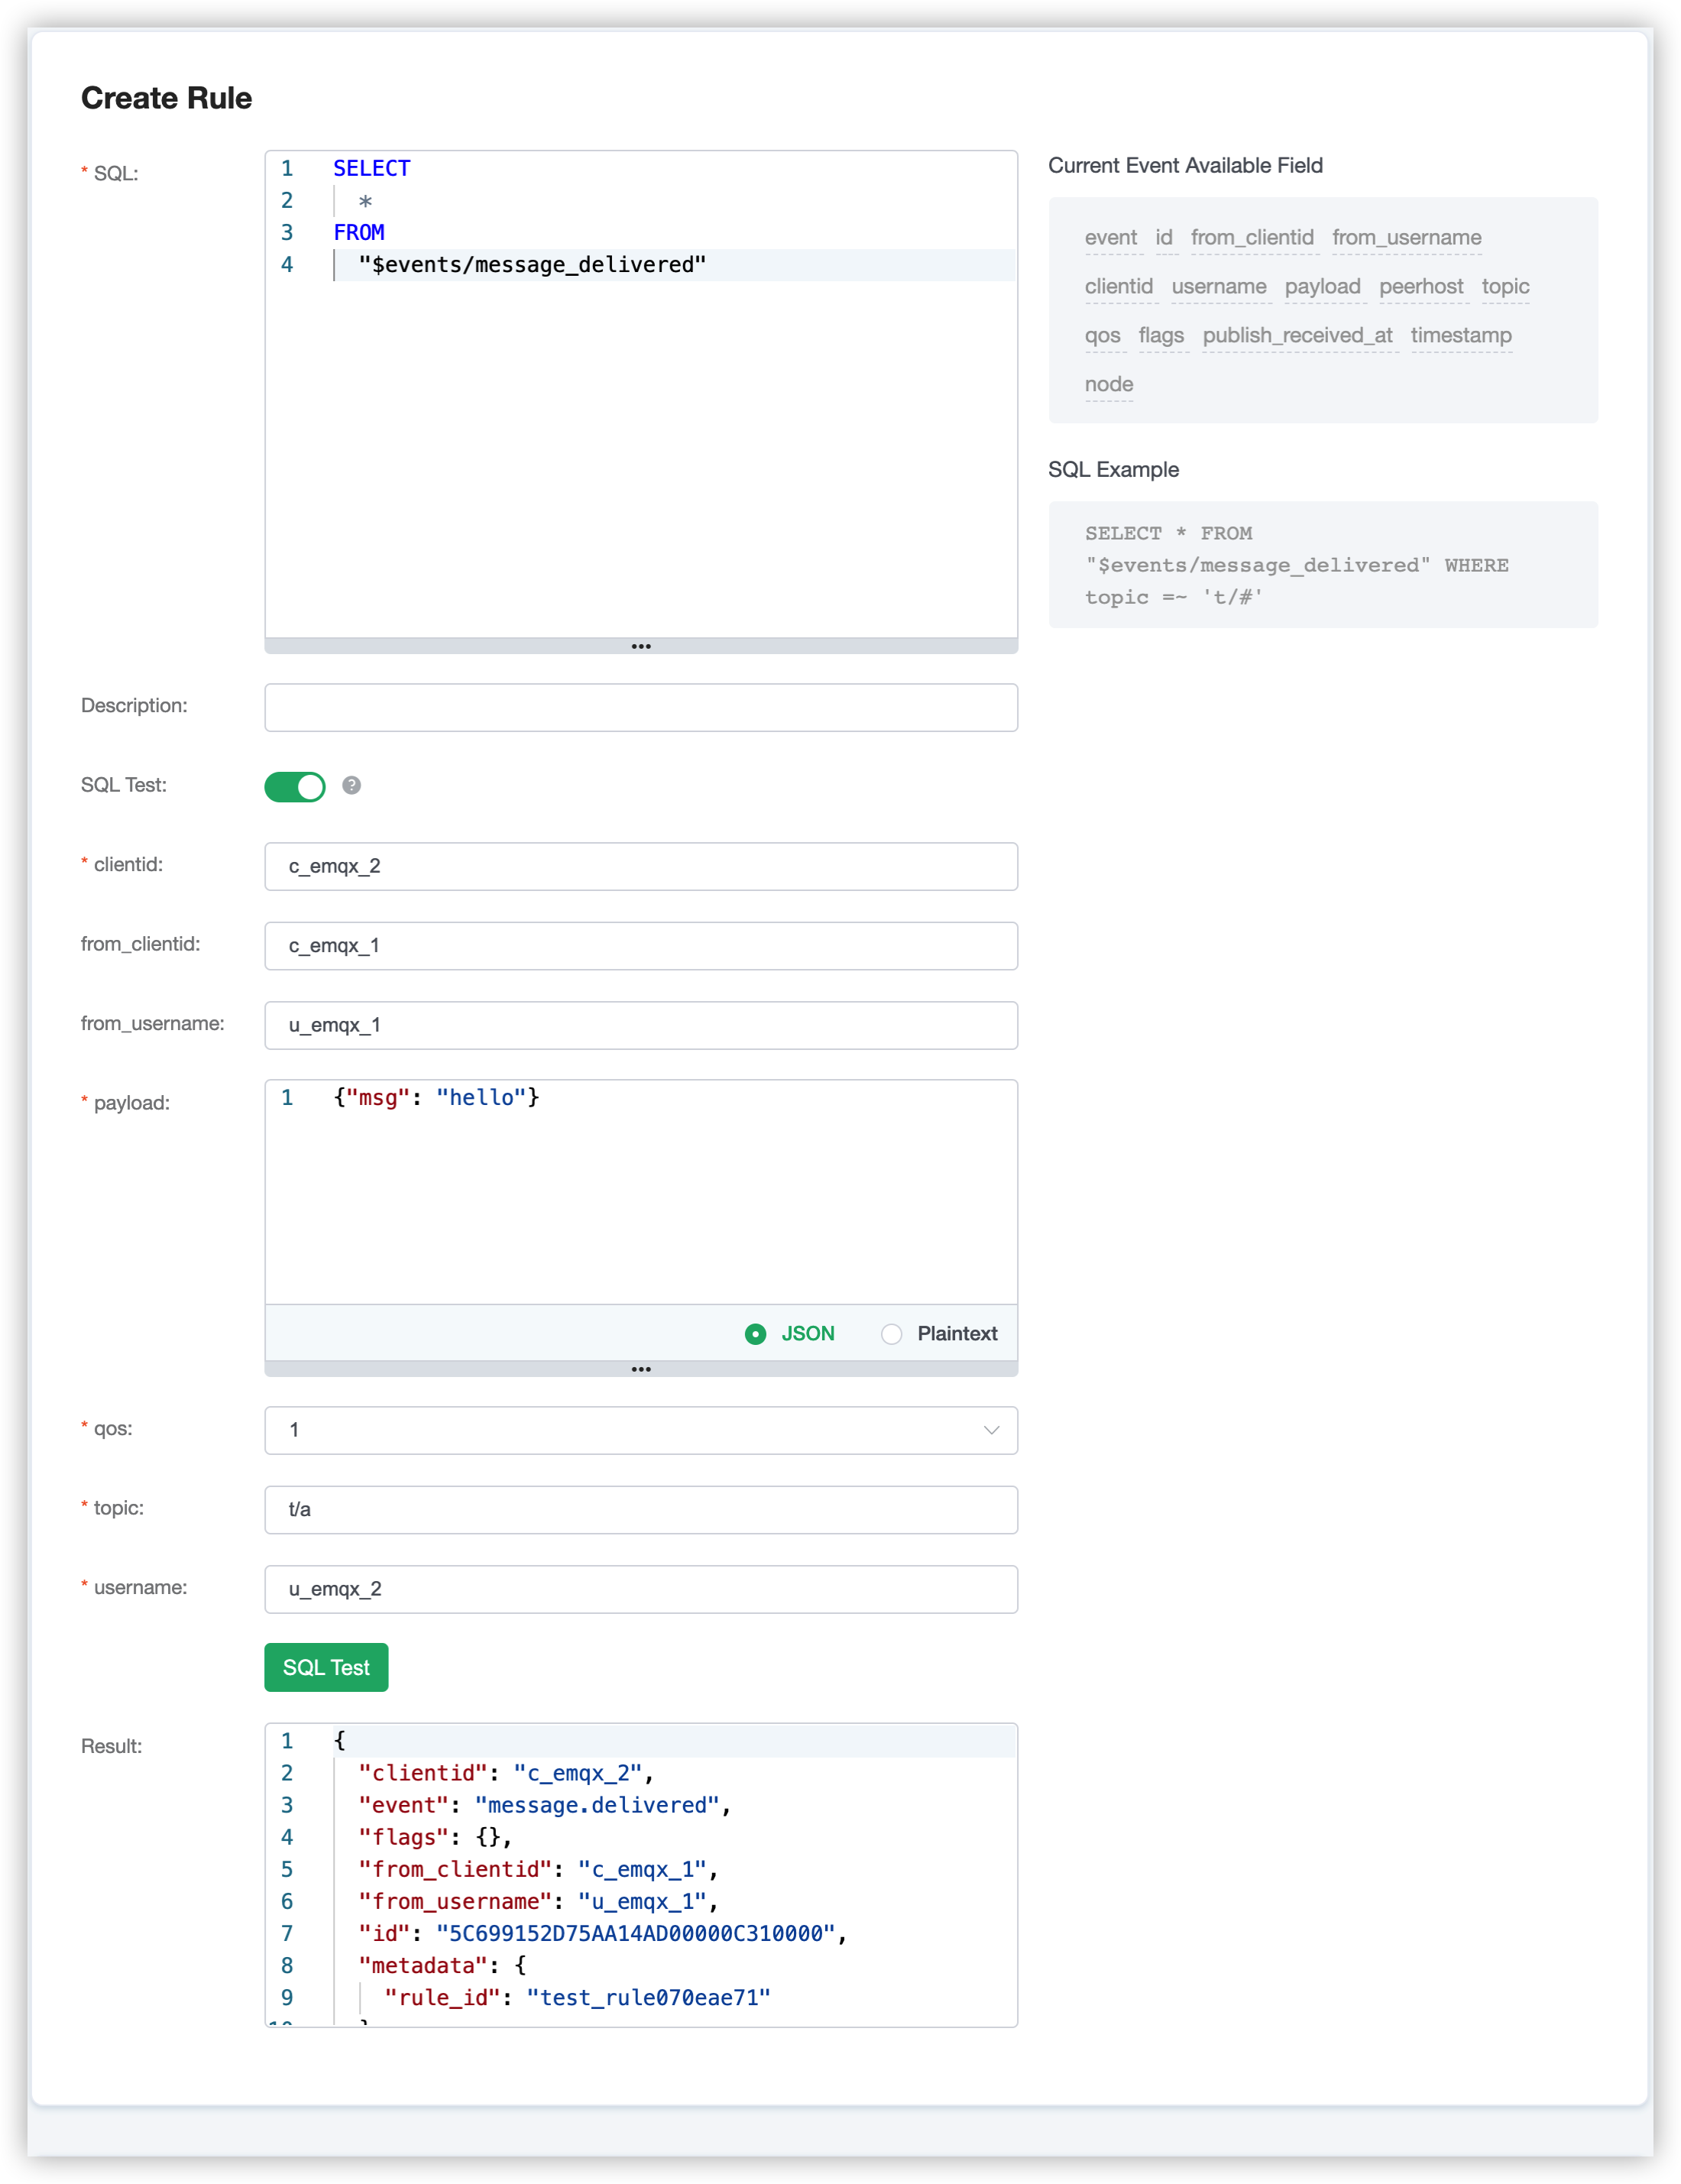 Create Rule
* SQL:
1 SELECT
2 *
3 FROM
4 "$events/message_delivered"
Current Event Available Field
event id from_clientid from_username
clientid username payload peerhost topic
qos flags publish_received_at timestamp
node
SQL Example
SELECT * FROM
"$events/message_delivered" WHERE
topic =~ 't/#'
Description:
SQL Test:
?
* clientid:
c_emqx_2
from_clientid:
c_emqx_1
from_username:
u_emqx_1
* payload:
1 {"msg": "hello"}
JSON Plaintext
* qos:
1
* topic:
t/a
* username:
u_emqx_2
SQL Test
Result:
1 {
2 "clientid": "c_emqx_2",
3 "event": "message.delivered",
4 "flags": {},
5 "from_clientid": "c_emqx_1",
6 "from_username": "u_emqx_1",
7 "id": "5C699152D75AA14AD00000C310000",
8 "metadata": {
9 "rule_id": "test_rule070eae71"